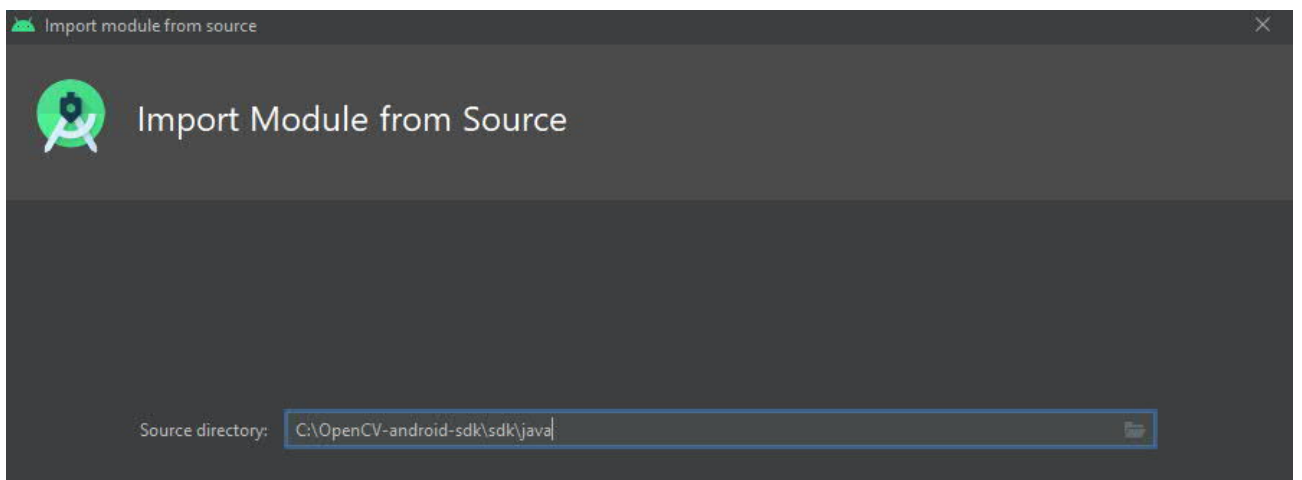 Import module from source
Import Module from Source
Source directory: C:\OpenCV-android-sdk\sdk\java